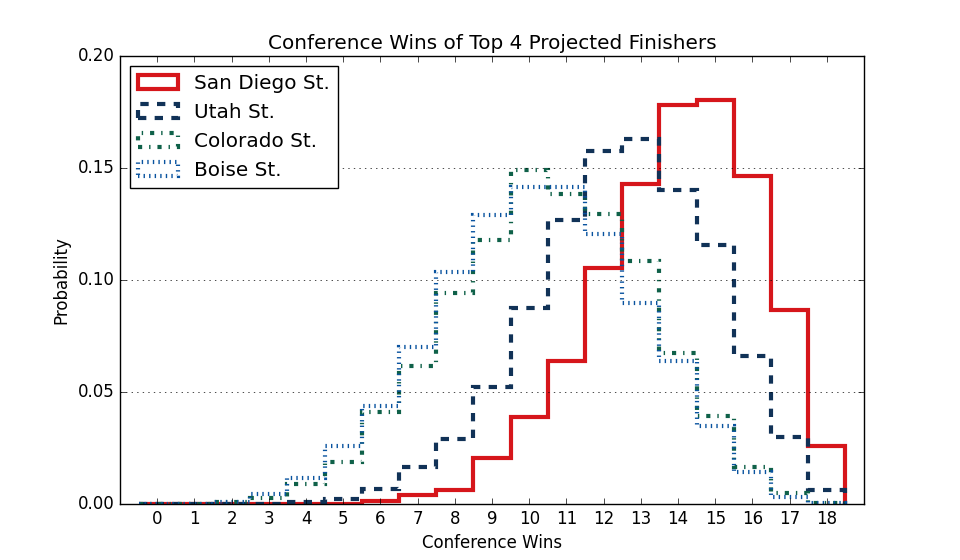 Conference Wins of Top 4 Projected Finishers
San Diego St.
Utah St.
Colorado St.
Boise St.
0.20
0.15
0.10
0.05
0.00
Probability
0 1 2 3 4 5 6 7 8 9 10 11 12 13 14 15 16 17 18
Conference Wins